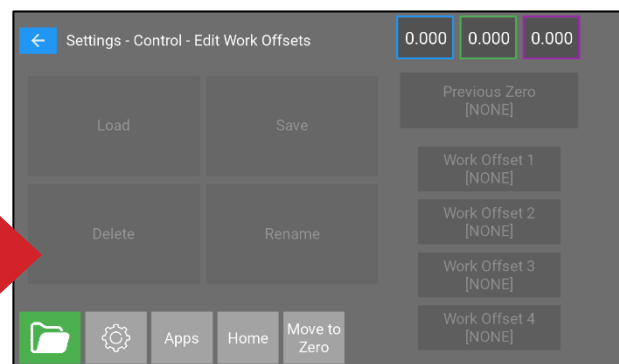 Settings - Control - Edit Work Offsets
0.000 0.000 0.000
Load
Save
Delete
Rename
Previous Zero
[NONE]
Work Offset 1
[NONE]
Work Offset 2
[NONE]
Work Offset 3
[NONE]
Work Offset 4
[NONE]
Apps
Home
Move to
Zero